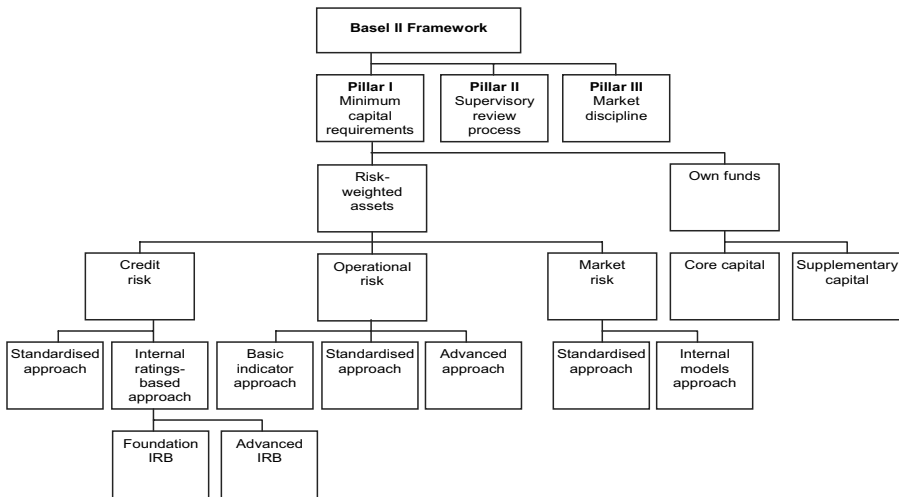 Basel II Framework
Pillar I
Minimum
capital
requirements
Pillar II
Supervisory
review
process
Pillar III
Market
discipline
Risk-
weighted
assets
Own funds
Credit
risk
Operational
risk
Market
risk
Core capital
Supplementary
capital
Standardised
approach
Internal
ratings-
based
approach
Basic
indicator
approach
Standardised
approach
Advanced
approach
Standardised
approach
Internal
models
approach
Foundation
IRB
Advanced
IRB